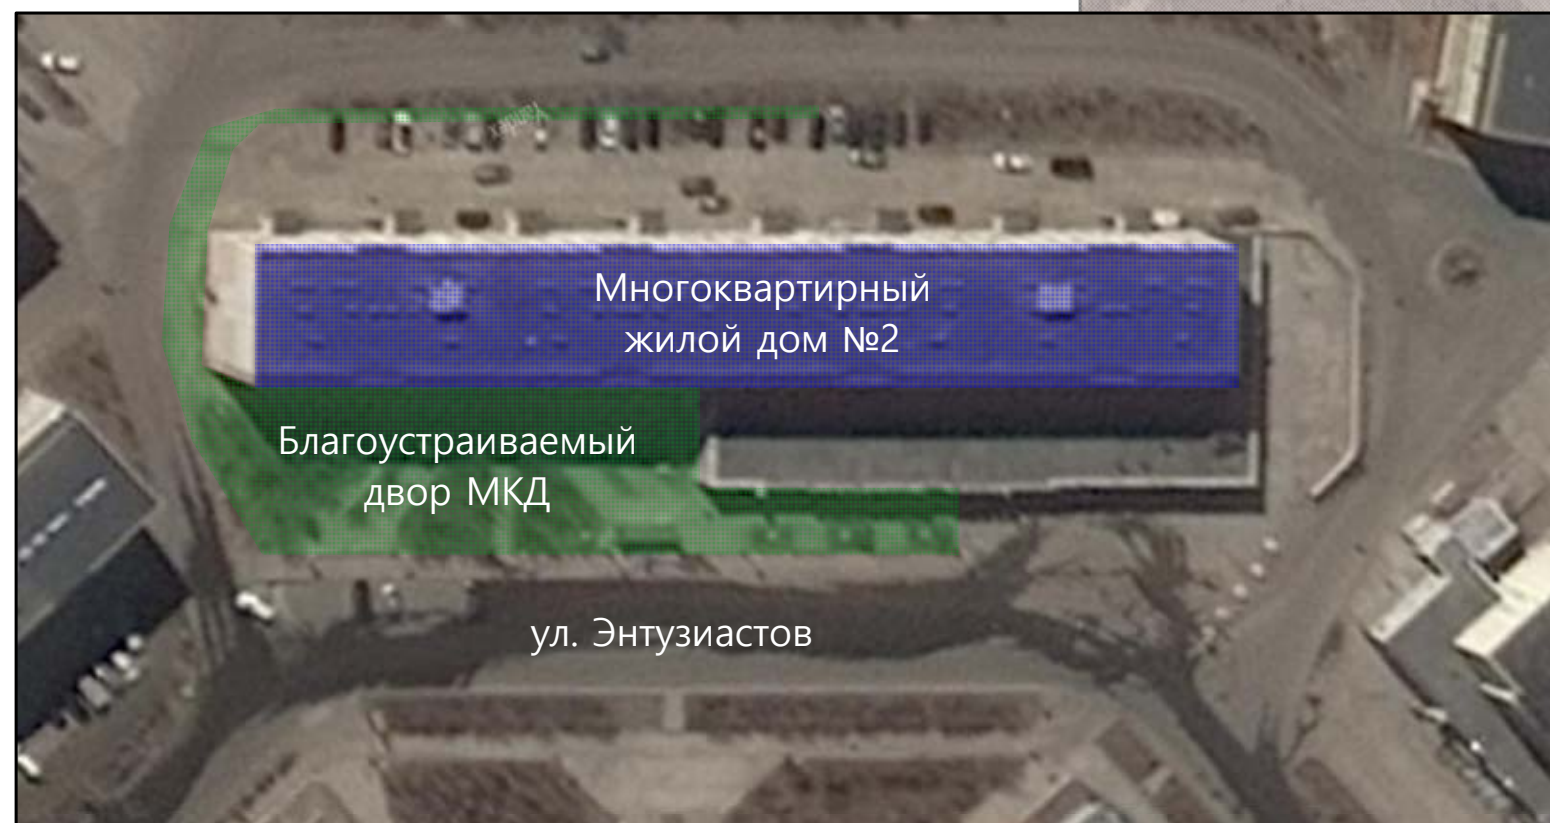 Многоквартирный
жилой дом №2
Благоустраиваемый
двор МКД
ул. Энтузиастов